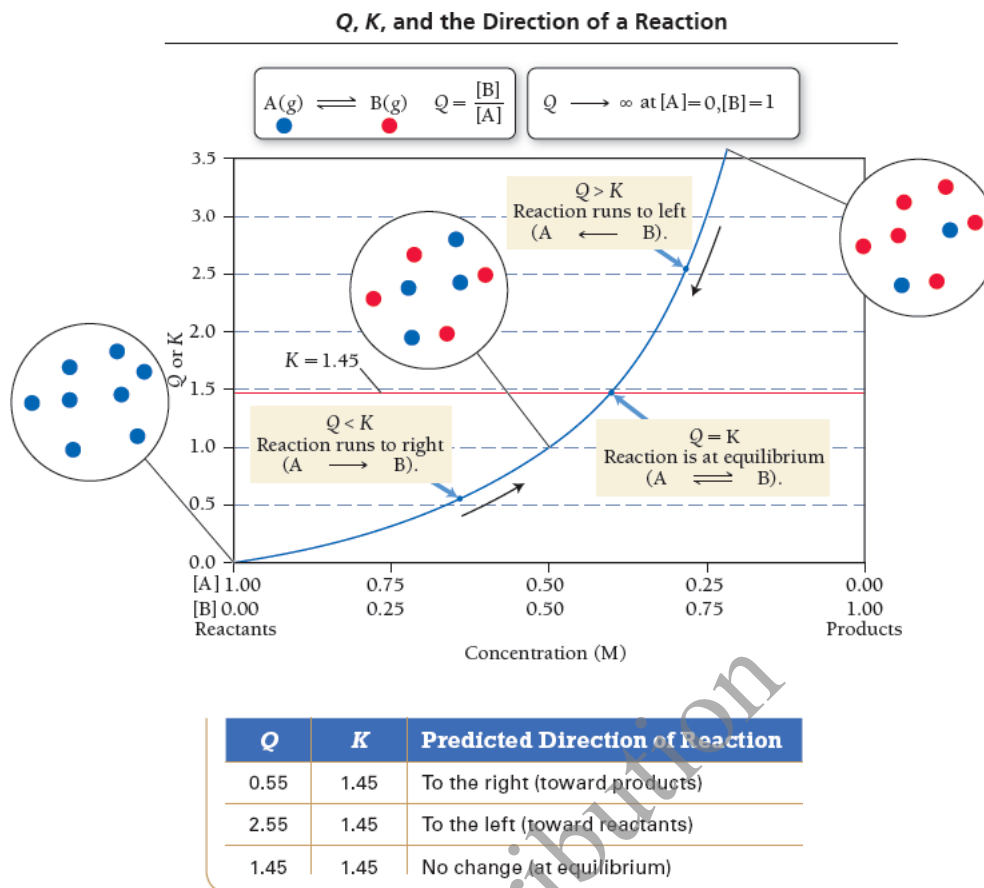 Q, K, and the Direction of a Reaction
A(g) ⇌ B(g) Q = [B]/[A]
Q ⟶ ∞ at [A]=0,[B]=1
3.5
3.0
2.5
2.0
1.5
1.0
0.5
0.0
Q or K
Q > K
Reaction runs to left
(A ⟵ B).
K = 1.45
Q < K
Reaction runs to right
(A ⟶ B).
Q = K
Reaction is at equilibrium
(A ⇌ B).
[A] 1.00 0.75 0.50 0.25 0.00
[B] 0.00 0.25 0.50 0.75 1.00
Reactants Products
Concentration (M)
Q K Predicted Direction of Reaction
0.55 1.45 To the right (toward products)
2.55 1.45 To the left (toward reactants)
1.45 1.45 No change (at equilibrium)
ribution